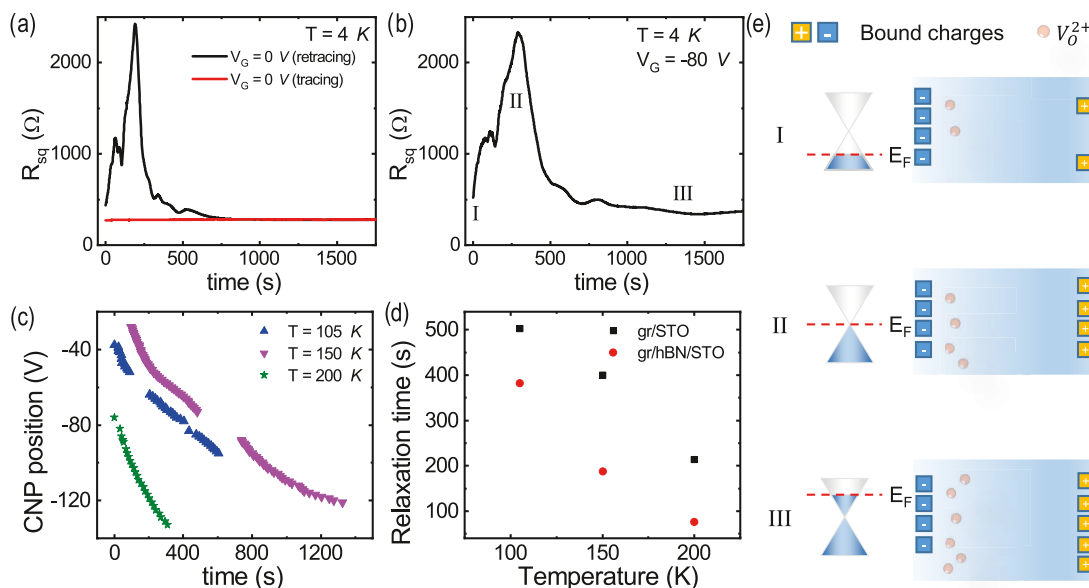 (a)
T = 4 K
V_G = 0 V (retracing)
V_G = 0 V (tracing)
R_sq (Ω)
2000
1000
0
0
500
1000
1500
time (s)
(b)
T = 4 K
V_G = -80 V
I
II
III
R_sq (Ω)
2000
1000
0
0
500
1000
1500
time (s)
(c)
T = 105 K
T = 150 K
T = 200 K
CNP position (V)
-40
-80
-120
0
400
800
1200
time (s)
(d)
gr/STO
gr/hBN/STO
Relaxation time (s)
500
400
300
200
100
100
150
200
Temperature (K)
(e)
+ - Bound charges
V_O^2+
I
E_F
- - - -
+ +
II
E_F
- - - -
+ + + +
III
E_F
- - - -
+ + + + +